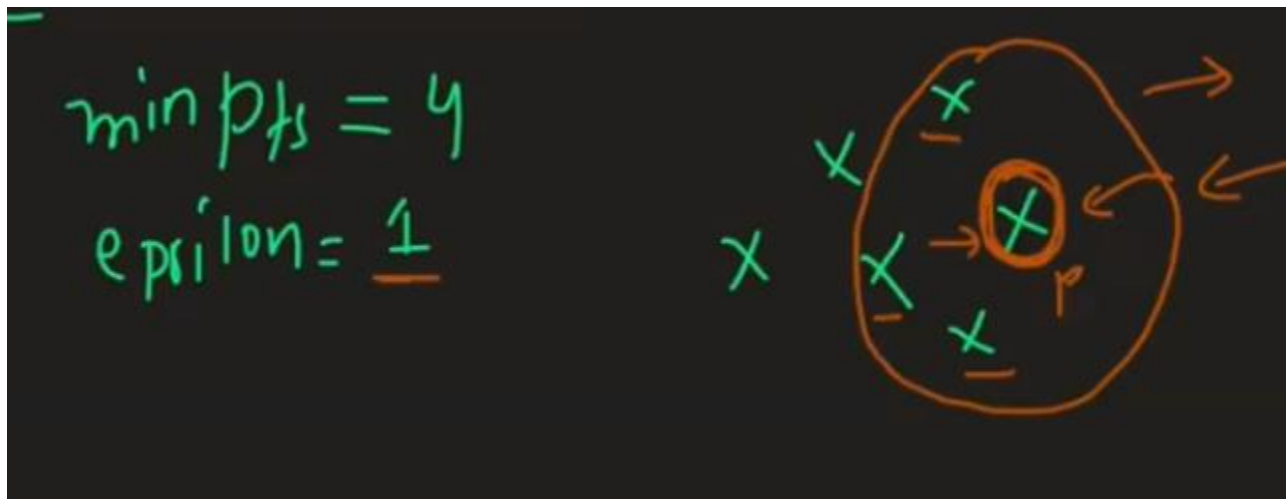 min pts = 4
epsilon = 1
p